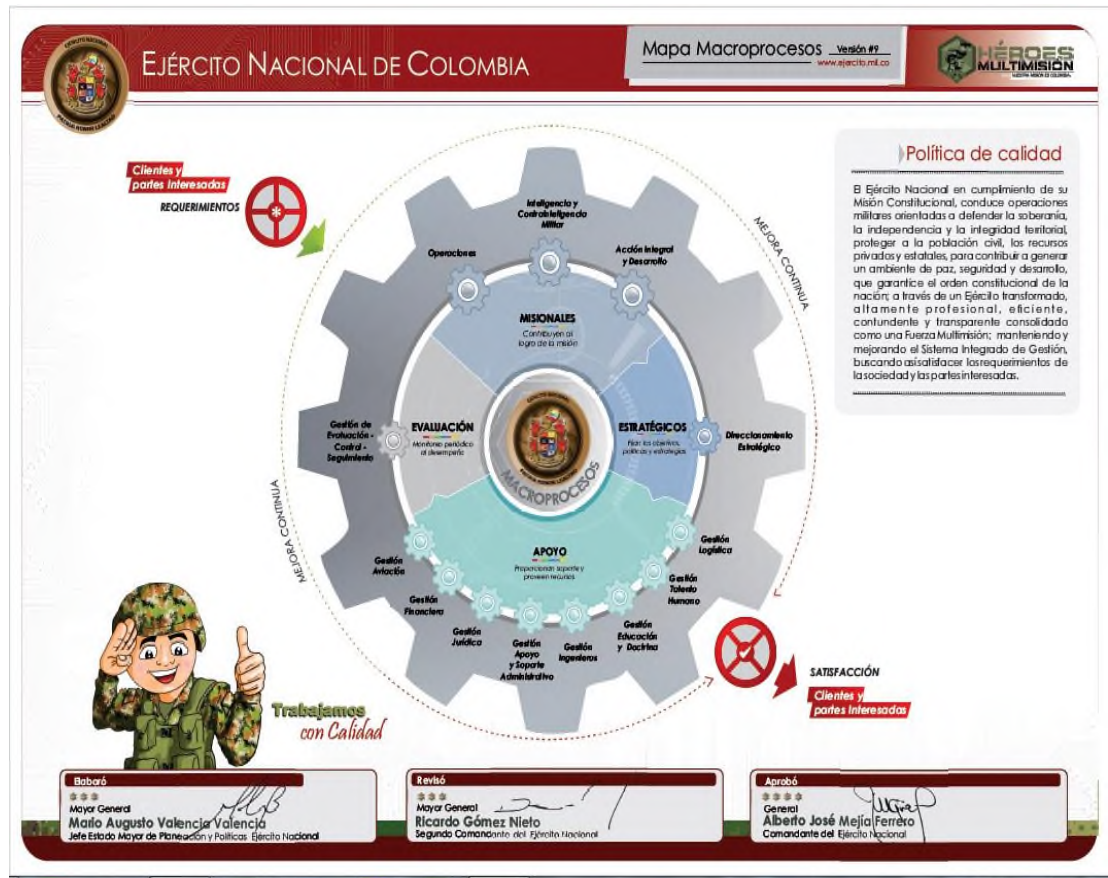 EJÉRCITO NACIONAL DE COLOMBIA
Mapa Macroprocesos Versión #9
www.ejercito.mil.co
HÉROES
MULTIMISIÓN
Clientes y
partes Interesadas
REQUERIMIENTOS
MEJORA CONTINUA
Política de calidad
El Ejército Nacional en cumplimiento de su
Misión Constitucional, conduce operaciones
militares orientadas a defender la soberanía,
la independencia y la integridad territorial,
proteger a la población civil, los recursos
privados y estatales, para contribuir a generar
un ambiente de paz, seguridad y desarrollo,
que garantice el orden constitucional de la
nación; a través de un Ejército transformado,
altamente profesional, eficiente,
contundente y transparente consolidado
como una Fuerza Multimisión; manteniendo y
mejorando el Sistema Integrado de Gestión,
buscando así satisfacer los requerimientos de
la sociedad y las partes interesadas.
Operaciones
Inteligencia y
Contrainteligencia
Militar
Acción Integral
y Desarrollo
MISIONALES
Contribuyen al
logro de la misión
Gestión de
Evaluación -
Control -
Seguimiento
EVALUACIÓN
Monitoreo periódico
al desempeño
ESTRATÉGICOS
Fijar los objetivos,
políticas y estrategias
Direccionamiento
Estratégico
MACROPROCESOS
APOYO
Proporcionan soporte y
proveen recursos
Gestión
Aviación
Gestión
Financiera
Gestión
Jurídica
Gestión
Apoyo
y Soporte
Administrativo
Gestión
Ingenieros
Gestión
Educación
y Doctrina
Gestión
Talento
Humano
Gestión
Logística
MEJORA CONTINUA
SATISFACCIÓN
Clientes y
partes Interesadas
Trabajamos
con Calidad
Elaboró
Mayor General
Mario Augusto Valencia Valencia
Jefe Estado Mayor de Planeación y Políticas Ejército Nacional
Revisó
Mayor General
Ricardo Gómez Nieto
Segundo Comandante del Ejército Nacional
Aprobó
General
Alberto José Mejía Ferrero
Comandante del Ejército Nacional